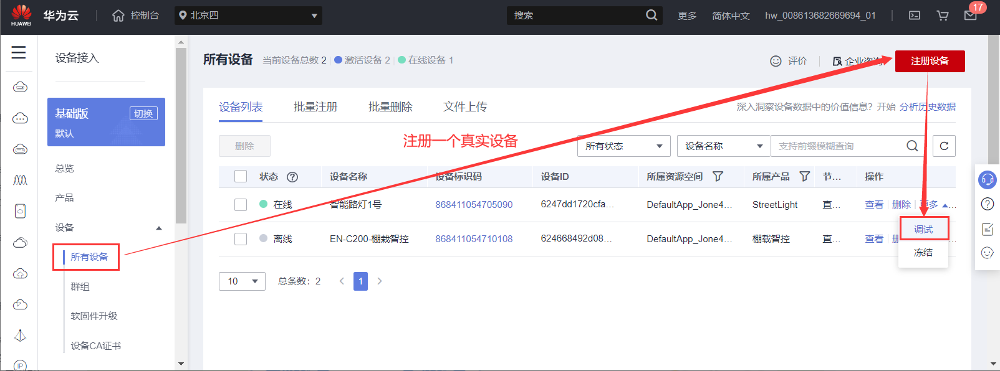 HUAWEI
华为云
控制台
北京四
搜索
更多
简体中文
hw_008613682669694_01
17
设备接入
基础版
切换
默认
总览
产品
设备
所有设备
群组
软固件升级
设备CA证书
IP
所有设备
当前设备总数 2
激活设备 2
在线设备 1
评价
企业咨询
注册设备
设备列表
批量注册
批量删除
文件上传
深入洞察设备数据中的价值信息？开始 分析历史数据
删除
注册一个真实设备
所有状态
设备名称
支持前缀模糊查询
状态 设备名称 设备标识码 设备ID 所属资源空间 所属产品 节... 操作
在线 智能路灯1号 868411054705090 6247dd1720cfa... DefaultApp_Jone4... StreetLight 直... 查看 删除 更多
离线 EN-C200-棚栽智控 868411054710108 624668492d08... DefaultApp_Jone4... 棚载智控 直... 查看
调试
冻结
10
总条数：2
1